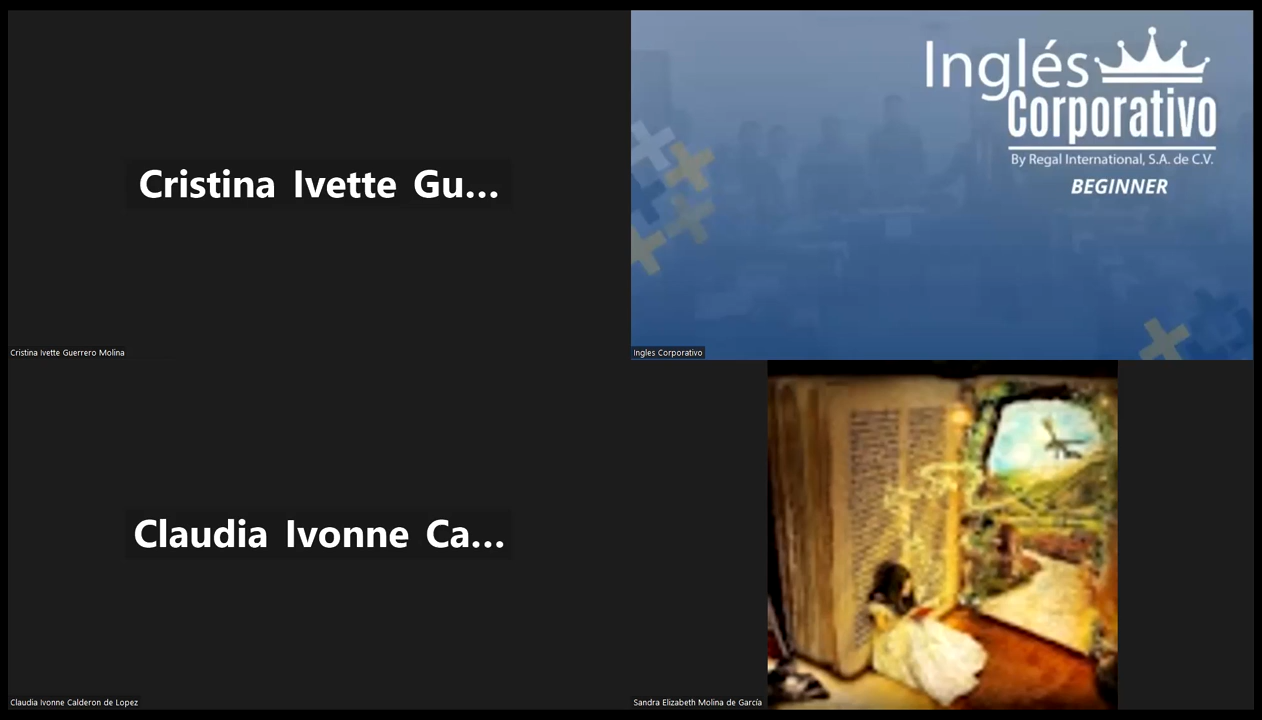 Cristina Ivette Gu...
Cristina Ivette Guerrero Molina
Inglés
Corporativo
By Regal International, S.A. de C.V.
BEGINNER
Ingles Corporativo
Claudia Ivonne Ca...
Claudia Ivonne Calderon de Lopez
Sandra Elizabeth Molina de García